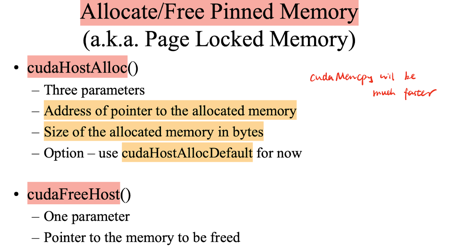 Allocate/Free Pinned Memory
(a.k.a. Page Locked Memory)
• cudaHostAlloc()
– Three parameters
– Address of pointer to the allocated memory
– Size of the allocated memory in bytes
– Option – use cudaHostAllocDefault for now
• cudaFreeHost()
– One parameter
– Pointer to the memory to be freed
cudaMemcpy will be
much faster